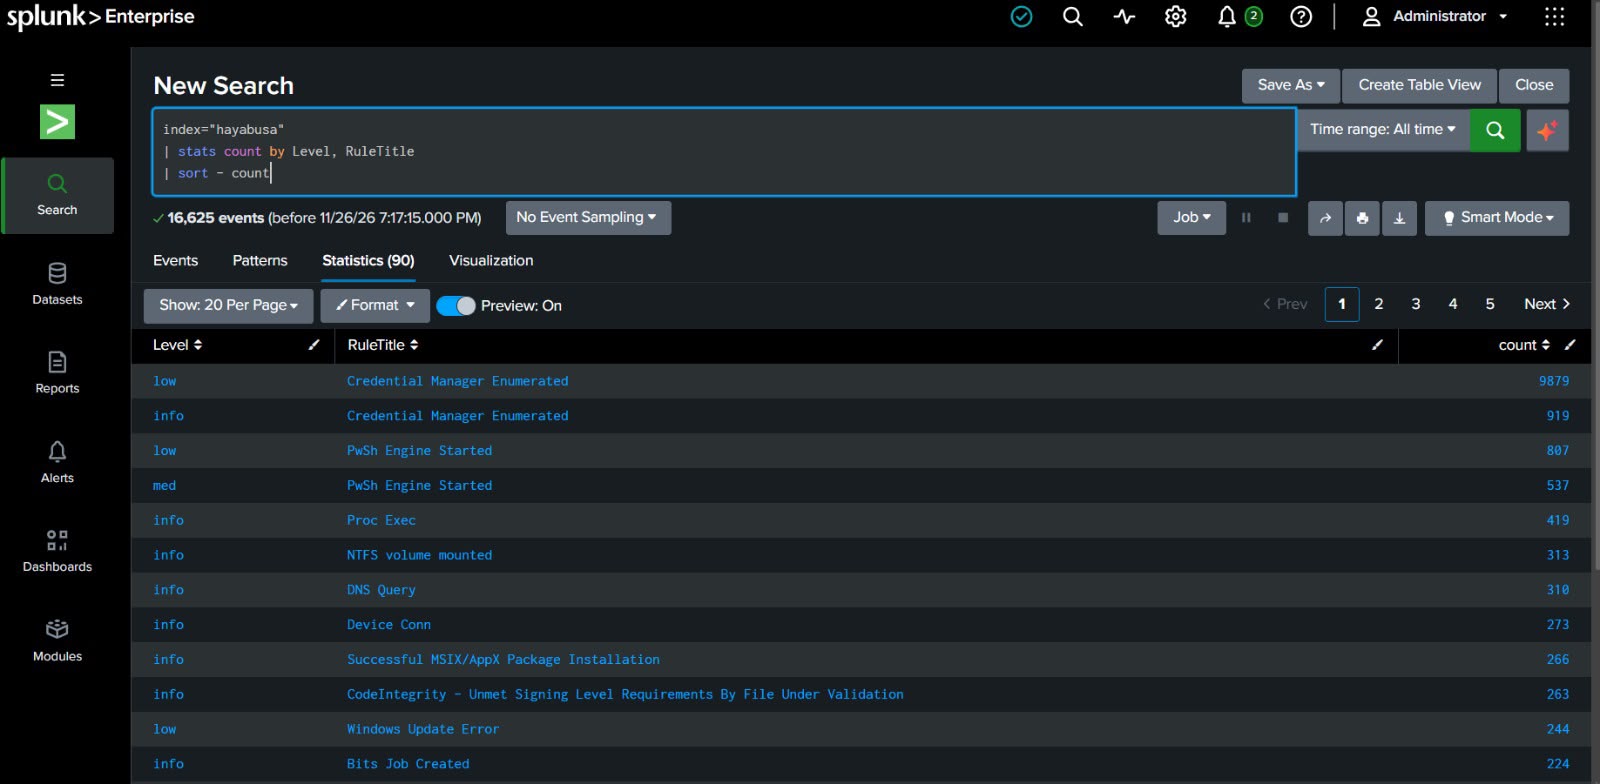 splunk> Enterprise
2
Administrator
New Search
Save As
Create Table View
Close
index="hayabusa"
| stats count by Level, RuleTitle
| sort - count
Time range: All time
16,625 events (before 11/26/26 7:17:15.000 PM)
No Event Sampling
Job
Smart Mode
Search
Datasets
Reports
Alerts
Dashboards
Modules
Events
Patterns
Statistics (90)
Visualization
Show: 20 Per Page
Format
Preview: On
< Prev 1 2 3 4 5 Next >
Level RuleTitle count
low Credential Manager Enumerated 9879
info Credential Manager Enumerated 919
low PwSh Engine Started 807
med PwSh Engine Started 537
info Proc Exec 419
info NTFS volume mounted 313
info DNS Query 310
info Device Conn 273
info Successful MSIX/AppX Package Installation 266
info CodeIntegrity - Unmet Signing Level Requirements By File Under Validation 263
low Windows Update Error 244
info Bits Job Created 224